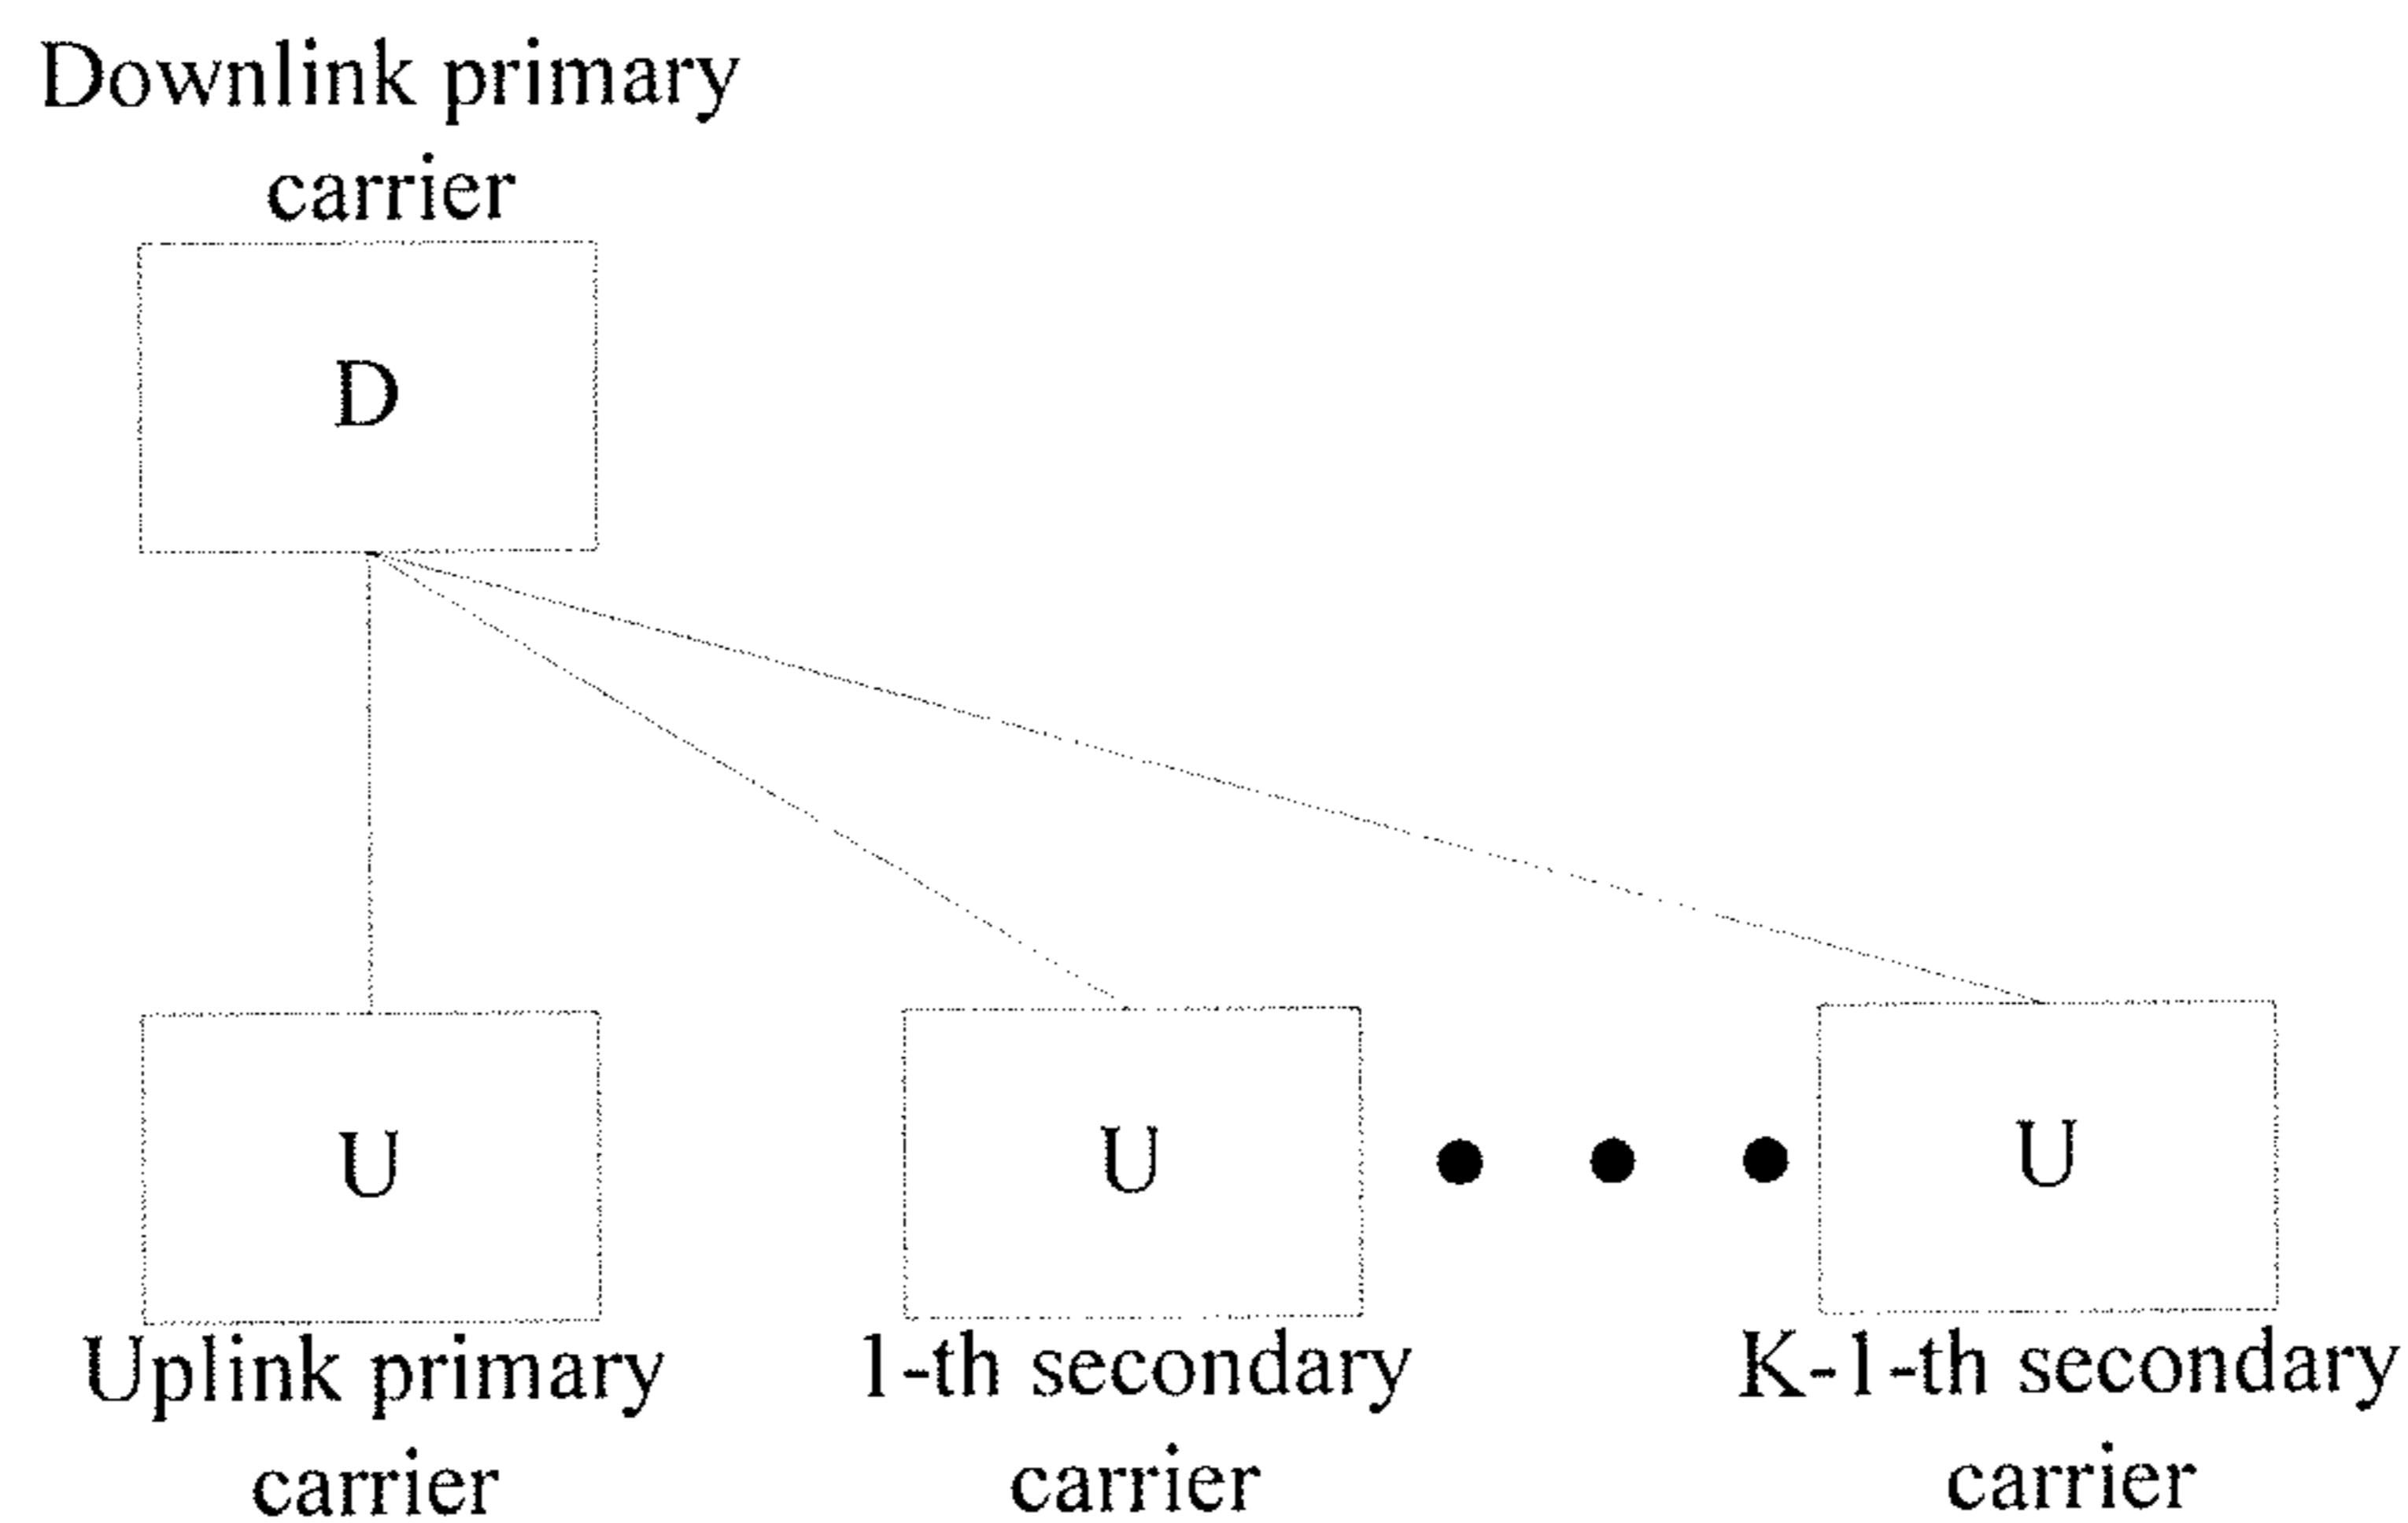 Downlink primary
carrier
D
U
U
U
Uplink primary
carrier
1-th secondary
carrier
K-1-th secondary
carrier